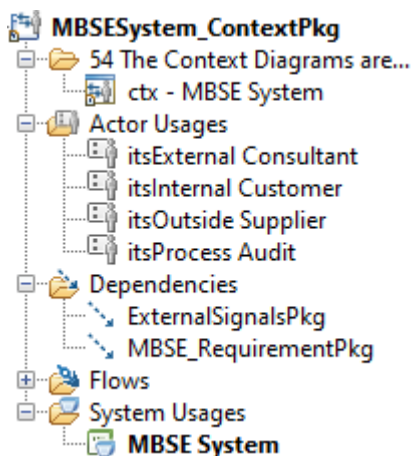 MBSESystem_ContextPkg
54 The Context Diagrams are...
ctx - MBSE System
Actor Usages
itsExternal Consultant
itsInternal Customer
itsOutside Supplier
itsProcess Audit
Dependencies
ExternalSignalsPkg
MBSE_RequirementPkg
Flows
System Usages
MBSE System